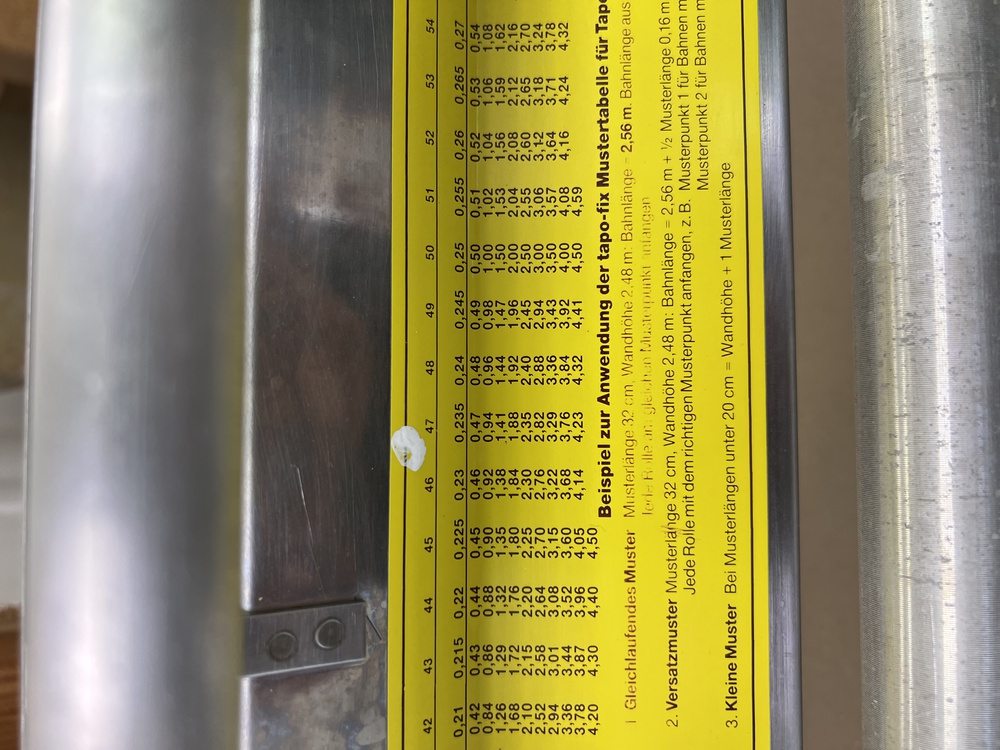 42 43 44 45 46 47 48 49 50 51 52 53 54
0,21 0,215 0,22 0,225 0,23 0,235 0,24 0,245 0,25 0,255 0,26 0,265 0,27
0,42 0,43 0,44 0,45 0,46 0,47 0,48 0,49 0,50 0,51 0,52 0,53 0,54
0,84 0,86 0,88 0,90 0,92 0,94 0,96 0,98 1,00 1,02 1,04 1,06 1,08
1,26 1,29 1,32 1,35 1,38 1,41 1,44 1,47 1,50 1,53 1,56 1,59 1,62
1,68 1,72 1,76 1,80 1,84 1,88 1,92 1,96 2,00 2,04 2,08 2,12 2,16
2,10 2,15 2,20 2,25 2,30 2,35 2,40 2,45 2,50 2,55 2,60 2,65 2,70
2,52 2,58 2,64 2,70 2,76 2,82 2,88 2,94 3,00 3,06 3,12 3,18 3,24
2,94 3,01 3,08 3,15 3,22 3,29 3,36 3,43 3,50 3,57 3,64 3,71 3,78
3,36 3,44 3,52 3,60 3,68 3,76 3,84 3,92 4,00 4,08 4,16 4,24 4,32
3,78 3,87 3,96 4,05 4,14 4,23 4,32 4,41 4,50 4,59
4,20 4,30 4,40 4,50
Beispiel zur Anwendung der tapo-fix Mustertabelle für Tapo
1 Gleichlaufendes Muster Musterlänge 32 cm, Wandhöhe 2,48 m: Bahnlänge = 2,56 m. Bahnlänge aus
Jede Rolle am gleichen Musterpunkt anfangen
2. Versatzmuster Musterlänge 32 cm, Wandhöhe 2,48 m: Bahnlänge = 2,56 m + 1/2 Musterlänge 0,16 m
Jede Rolle mit dem richtigen Musterpunkt anfangen, z.B. Musterpunkt 1 für Bahnen m
Musterpunkt 2 für Bahnen m
3. Kleine Muster Bei Musterlängen unter 20 cm = Wandhöhe + 1 Musterlänge